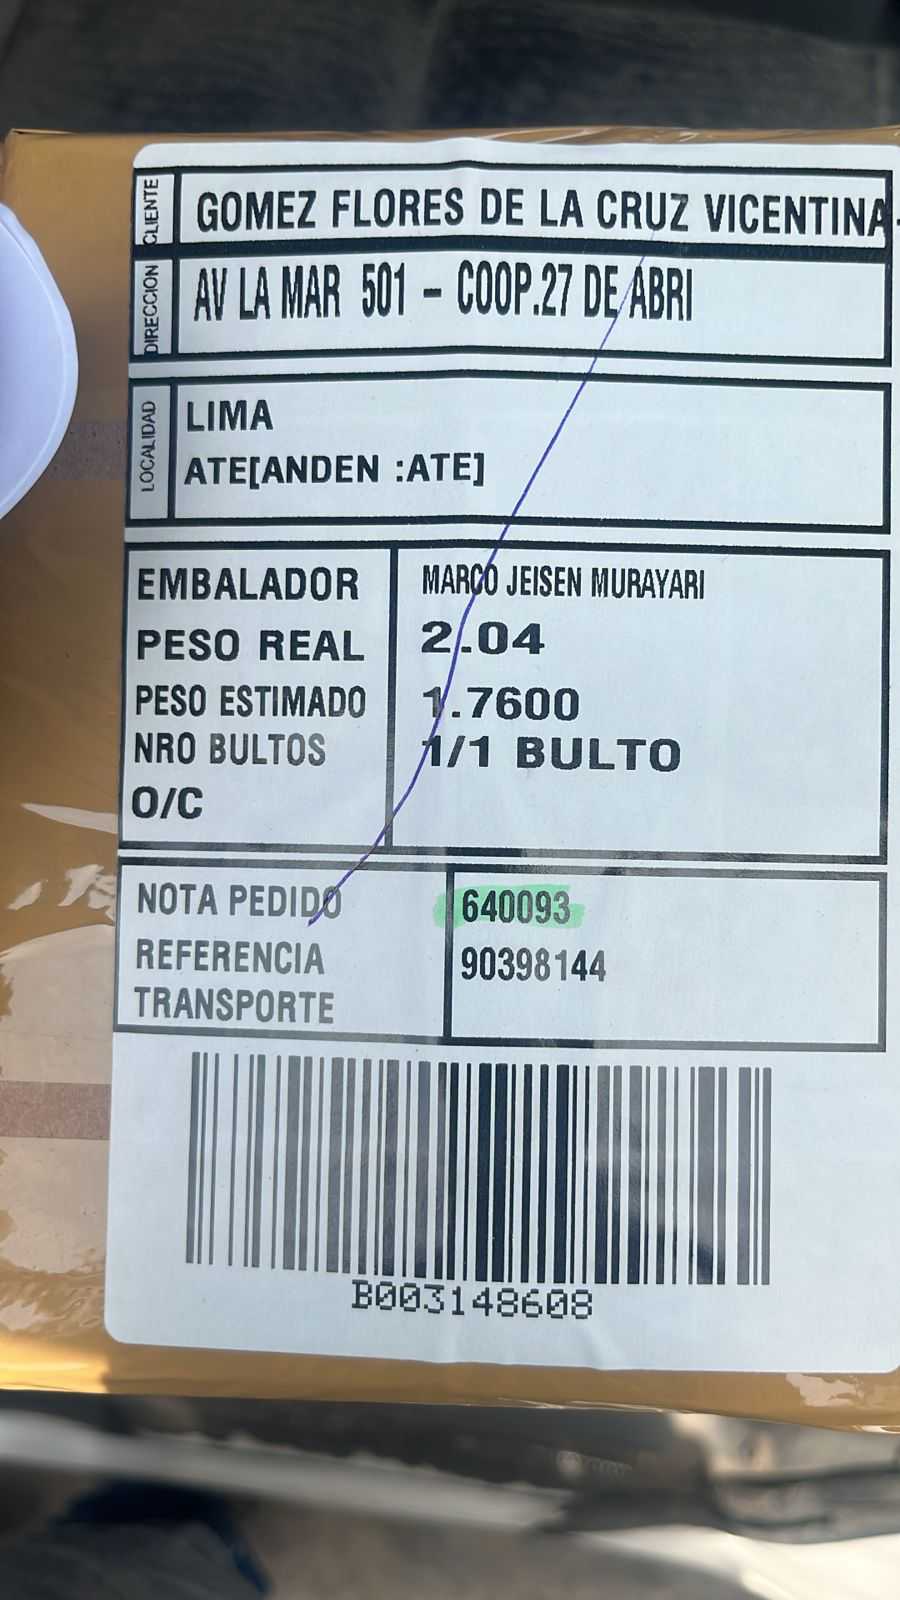 CLIENTE GOMEZ FLORES DE LA CRUZ VICENTINA
DIRECCION AV LA MAR 501 - COOP.27 DE ABRI
LOCALIDAD LIMA
ATE[ANDEN :ATE]
EMBALADOR MARCO JEISEN MURAYARI
PESO REAL 2.04
PESO ESTIMADO 1.7600
NRO BULTOS 1/1 BULTO
O/C
NOTA PEDIDO 640093
REFERENCIA 90398144
TRANSPORTE
B003148608